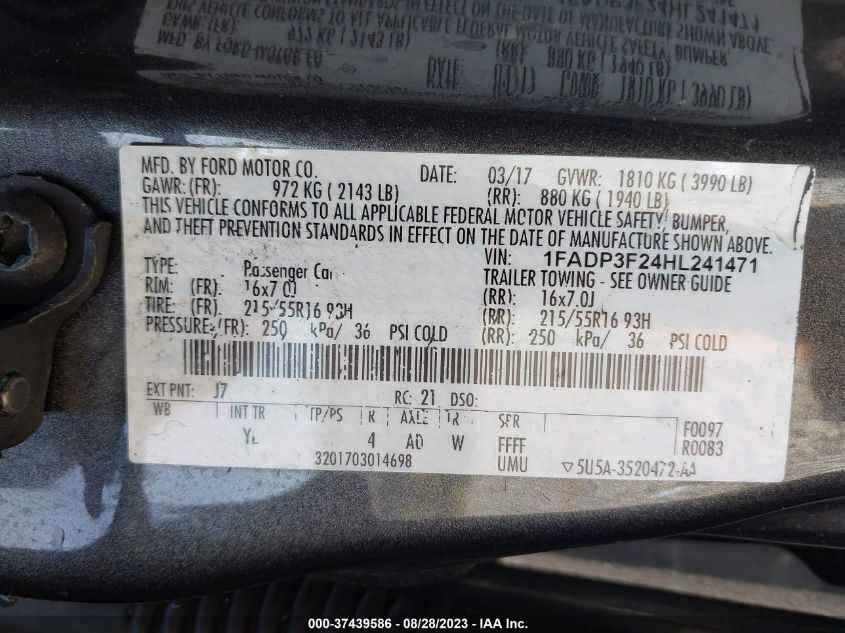 MFD. BY FORD MOTOR CO. DATE: 03/17 GVWR: 1810 KG ( 3990 LB)
GAWR: (FR): 972 KG ( 2143 LB) (RR): 880 KG ( 1940 LB)
THIS VEHICLE CONFORMS TO ALL APPLICABLE FEDERAL MOTOR VEHICLE SAFETY, BUMPER,
AND THEFT PREVENTION STANDARDS IN EFFECT ON THE DATE OF MANUFACTURE SHOWN ABOVE.
VIN: 1FADP3F24HL241471
TYPE: Passenger Car TRAILER TOWING - SEE OWNER GUIDE
RIM: (FR): 16x7.0J (RR): 16x7.0J
TIRE: (FR): 215/55R16 93H (RR): 215/55R16 93H
PRESSURE: (FR): 250 kPa/ 36 PSI COLD (RR): 250 kPa/ 36 PSI COLD
EXT PNT: J7 RC: 21 DSO:
WB INT TR TP/PS R AXLE TR SPR F0097
YL 4 AD W FFFF R0083
3201703014698 UMU ▽5U5A-3520472-AA
000-37439586 / 08/28/2023 / Copart, Inc.